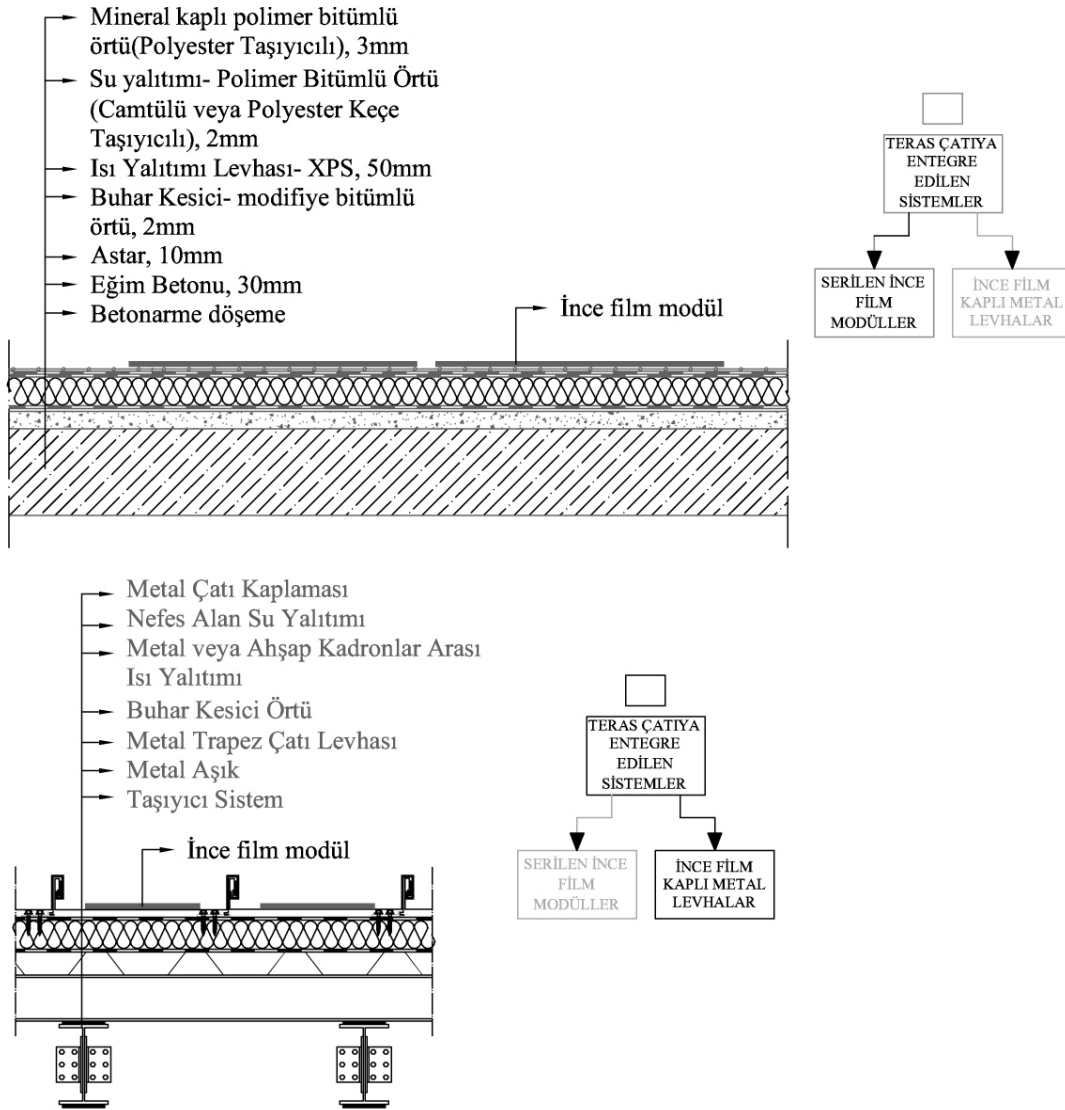 Mineral kaplı polimer bitümlü
örtü(Polyester Taşıyıcılı), 3mm
Su yalıtımı- Polimer Bitümlü Örtü
(Camtülü veya Polyester Keçe
Taşıyıcılı), 2mm
Isı Yalıtımı Levhası- XPS, 50mm
Buhar Kesici- modifiye bitümlü
örtü, 2mm
Astar, 10mm
Eğim Betonu, 30mm
Betonarme döşeme
İnce film modül
TERAS ÇATIYA
ENTEGRE
EDİLEN
SİSTEMLER
SERİLEN İNCE
FİLM
MODÜLLER
İNCE FİLM
KAPLI METAL
LEVHALAR
Metal Çatı Kaplaması
Nefes Alan Su Yalıtımı
Metal veya Ahşap Kadronlar Arası
Isı Yalıtımı
Buhar Kesici Örtü
Metal Trapez Çatı Levhası
Metal Aşık
Taşıyıcı Sistem
İnce film modül
TERAS ÇATIYA
ENTEGRE
EDİLEN
SİSTEMLER
SERİLEN İNCE
FİLM
MODÜLLER
İNCE FİLM
KAPLI METAL
LEVHALAR